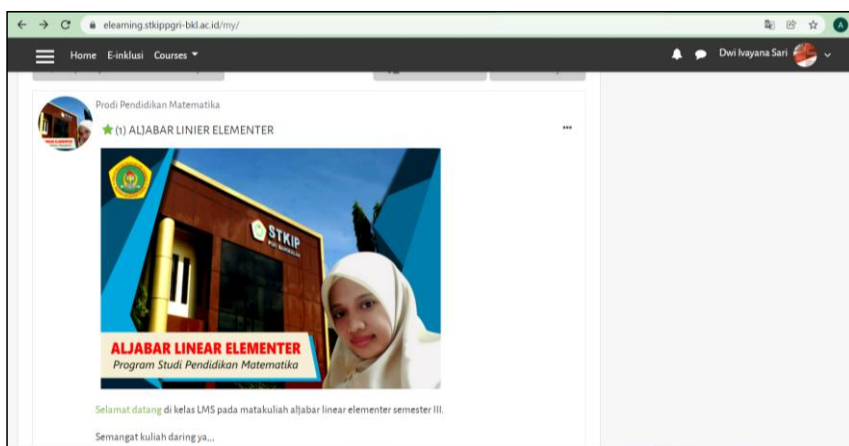 elearning.stkippgri-bkl.ac.id/my/
A
Home E-inklusi Courses
Dwi Ivayana Sari
Prodi Pendidikan Matematika
(1) ALJABAR LINIER ELEMENTER
STKIP
ALJABAR LINEAR ELEMENTER
Program Studi Pendidikan Matematika
Selamat datang di kelas LMS pada matakuliah aljabar linear elementer semester III.
Semangat kuliah daring ya,,,